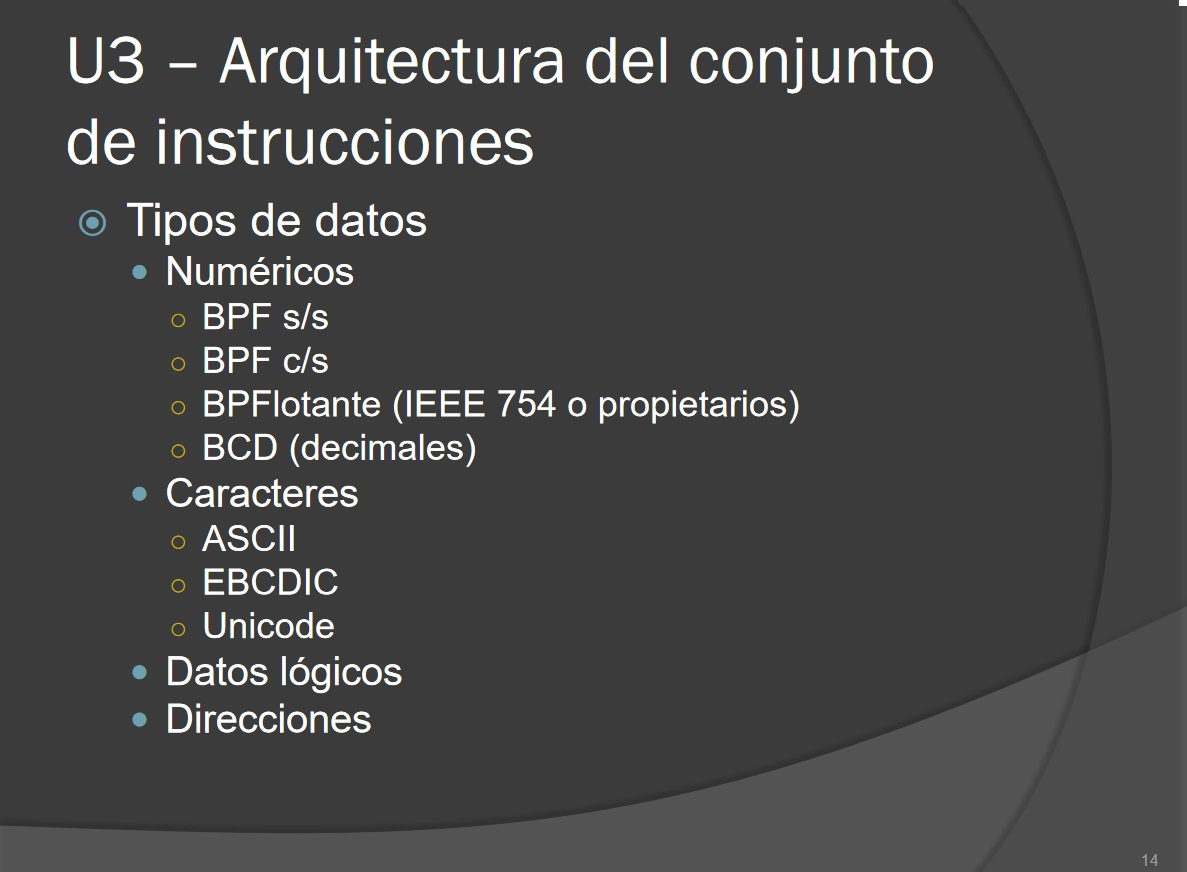 U3 – Arquitectura del conjunto
de instrucciones
Tipos de datos
Numéricos
BPF s/s
BPF c/s
BPFlotante (IEEE 754 o propietarios)
BCD (decimales)
Caracteres
ASCII
EBCDIC
Unicode
Datos lógicos
Direcciones
14